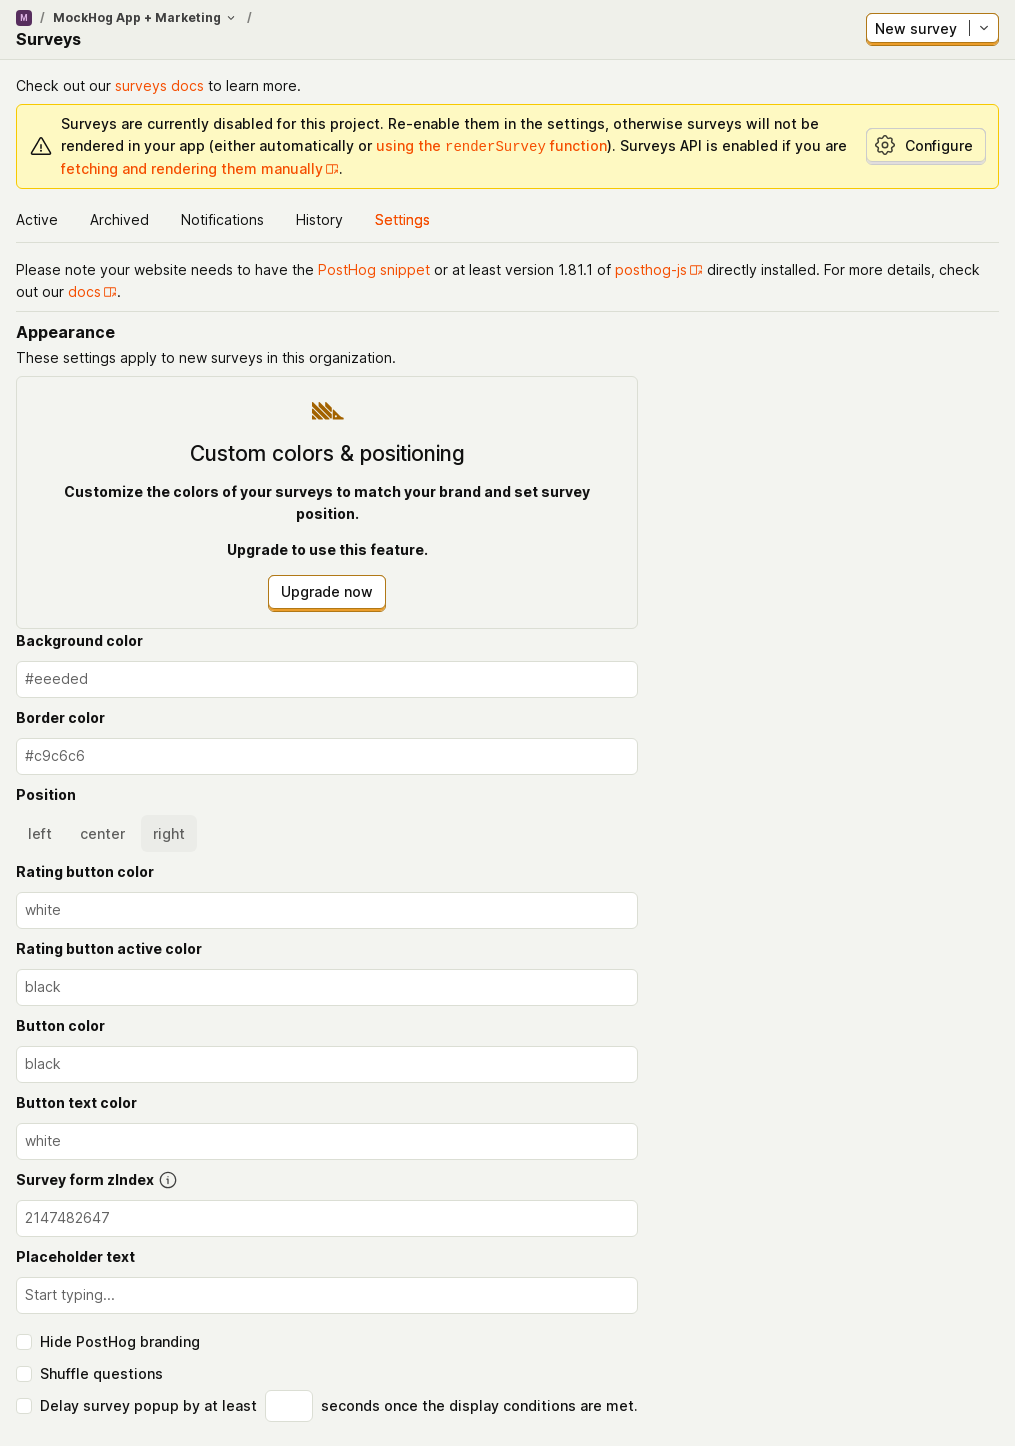 M / MockHog App + Marketing /
Surveys
New survey
Check out our surveys docs to learn more.
Surveys are currently disabled for this project. Re-enable them in the settings, otherwise surveys will not be
rendered in your app (either automatically or using the renderSurvey function). Surveys API is enabled if you are
fetching and rendering them manually.
Configure
Active Archived Notifications History Settings
Please note your website needs to have the PostHog snippet or at least version 1.81.1 of posthog-js directly installed. For more details, check
out our docs.
Appearance
These settings apply to new surveys in this organization.
Custom colors & positioning
Customize the colors of your surveys to match your brand and set survey
position.
Upgrade to use this feature.
Upgrade now
Background color
#eeeded
Border color
#c9c6c6
Position
left center right
Rating button color
white
Rating button active color
black
Button color
black
Button text color
white
Survey form zIndex
2147482647
Placeholder text
Start typing...
Hide PostHog branding
Shuffle questions
Delay survey popup by at least seconds once the display conditions are met.